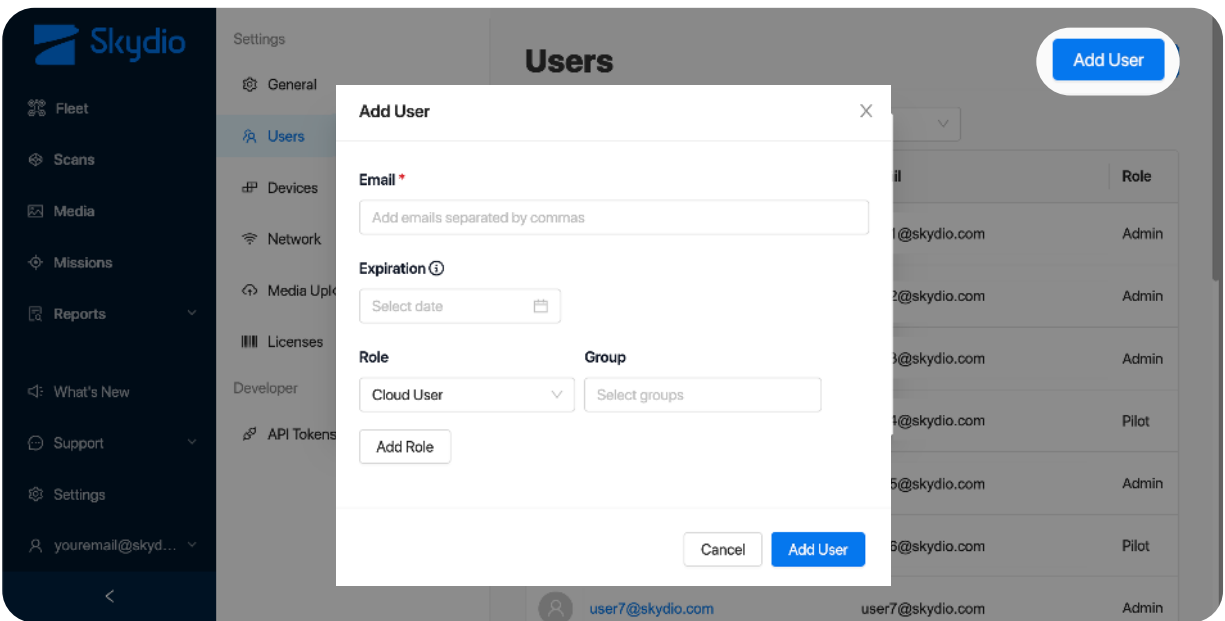 Skydio
Fleet
Scans
Media
Missions
Reports
What's New
Support
Settings
youremail@skyd...
Settings
General
Users
Devices
Network
Media Uplo
Licenses
Developer
API Tokens
Users
Add User
Add User
Email *
Add emails separated by commas
Expiration
Select date
Role Group
Cloud User Select groups
Add Role
Cancel Add User
il Role
1@skydio.com Admin
2@skydio.com Admin
3@skydio.com Admin
4@skydio.com Pilot
5@skydio.com Admin
6@skydio.com Pilot
user7@skydio.com user7@skydio.com Admin